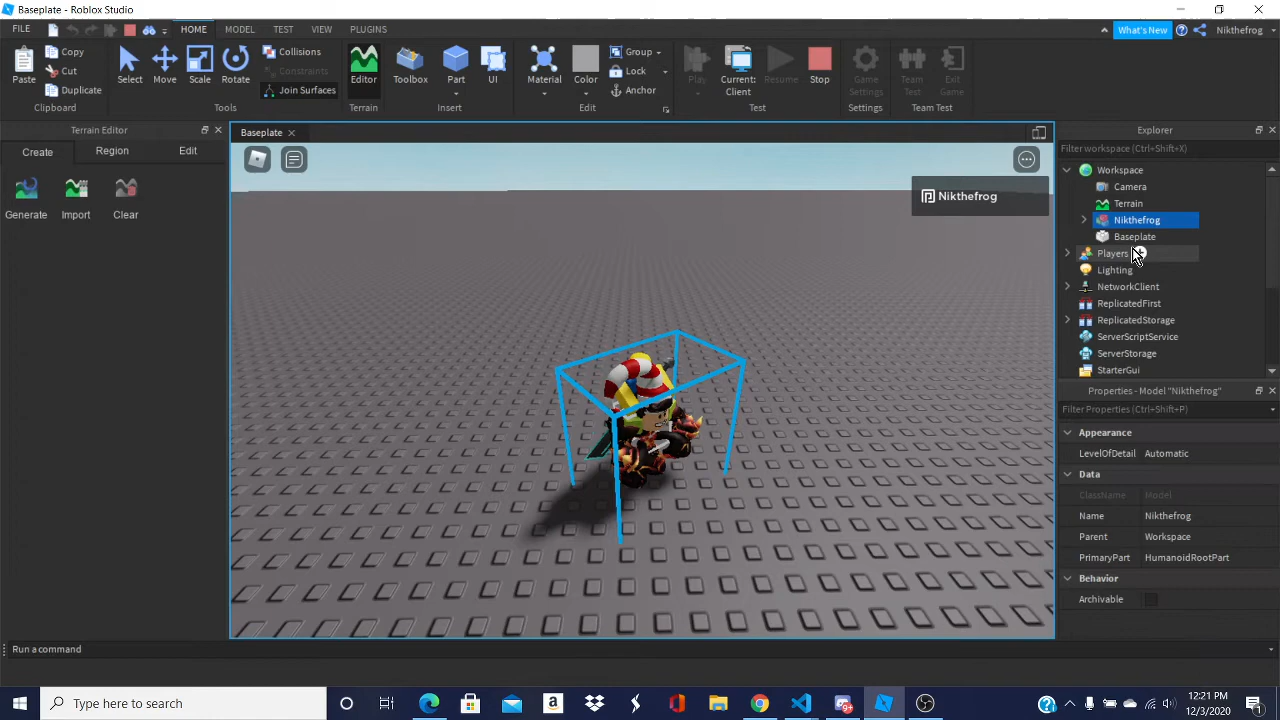 Baseplate - Roblox Studio
FILE HOME MODEL TEST VIEW PLUGINS What's New Nikthefrog
Copy Collisions Group
Cut Constraints Lock
Paste Duplicate Select Move Scale Rotate Join Surfaces Editor Toolbox Part UI Material Color Anchor Play Current: Client Resume Stop Game Settings Team Test Exit Game
Clipboard Tools Terrain Insert Edit Test Settings Team Test
Terrain Editor
Create Region Edit
Generate Import Clear
Baseplate
Nikthefrog
Explorer
Filter workspace (Ctrl+Shift+X)
Workspace
Camera
Terrain
Nikthefrog
Baseplate
Players
Lighting
NetworkClient
ReplicatedFirst
ReplicatedStorage
ServerScriptService
ServerStorage
StarterGui
Properties - Model "Nikthefrog"
Filter Properties (Ctrl+Shift+P)
Appearance
LevelOfDetail Automatic
Data
ClassName Model
Name Nikthefrog
Parent Workspace
PrimaryPart HumanoidRootPart
Behavior
Archivable
Run a command
Type here to search
12:21 PM
12/3/2020